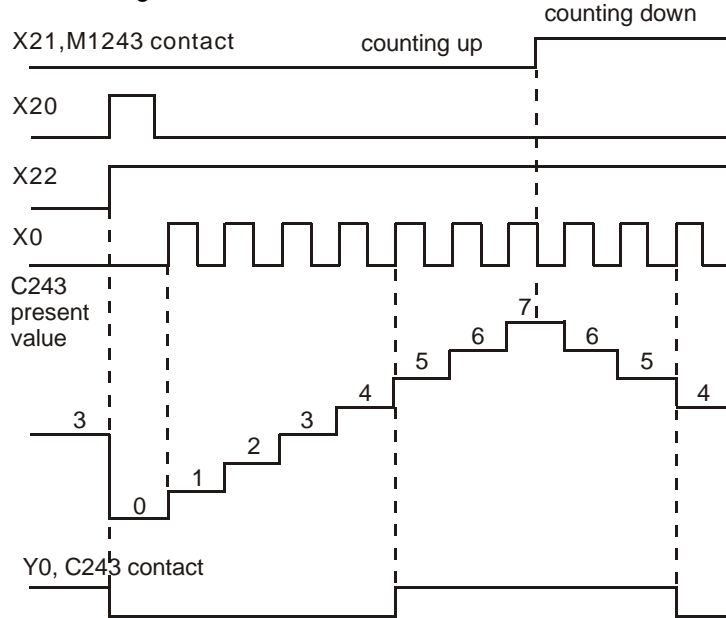 counting down
X21,M1243 contact
counting up
X20
X22
X0
C243
present
value
7
6
6
5
5
4
4
3
3
2
1
0
Y0, C243 contact